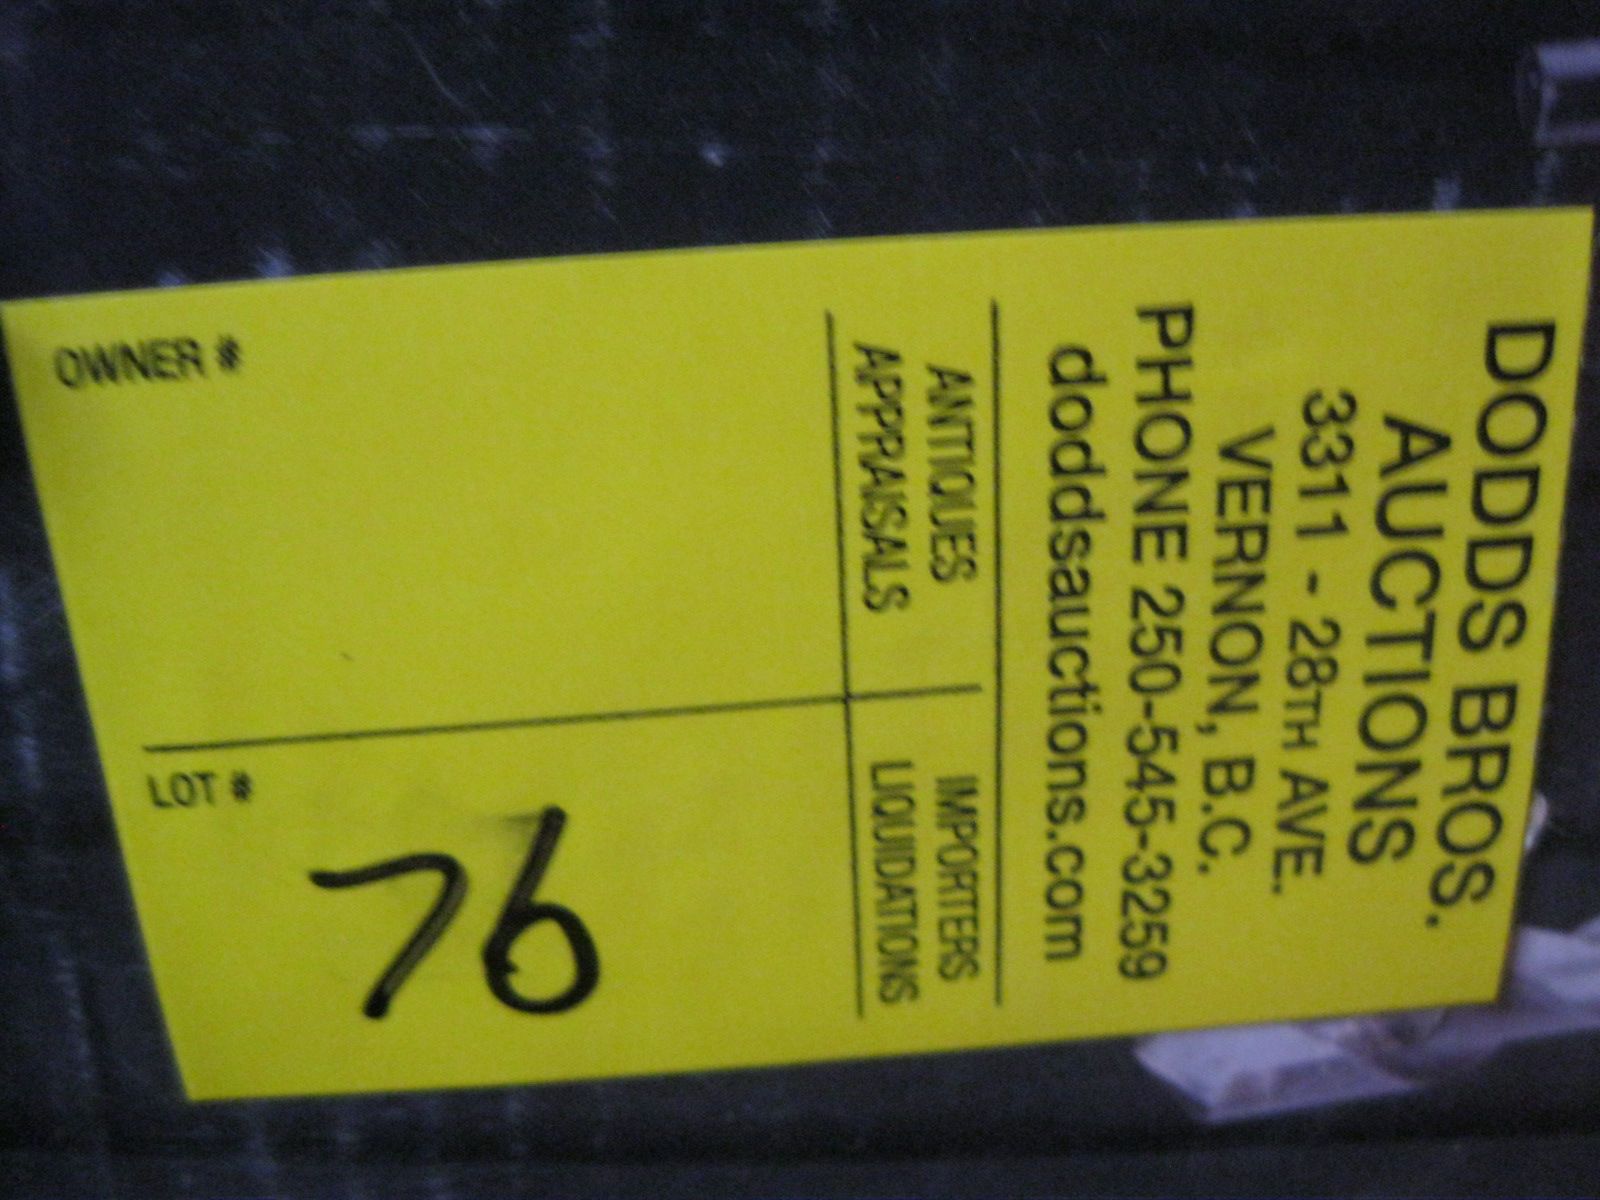 DODDS BROS.
AUCTIONS
3311 - 28TH AVE.
VERNON, B.C.
PHONE 250-545-3259
doddsauctions.com
ANTIQUES
APPRAISALS
IMPORTERS
LIQUIDATIONS
OWNER #
LOT #
76